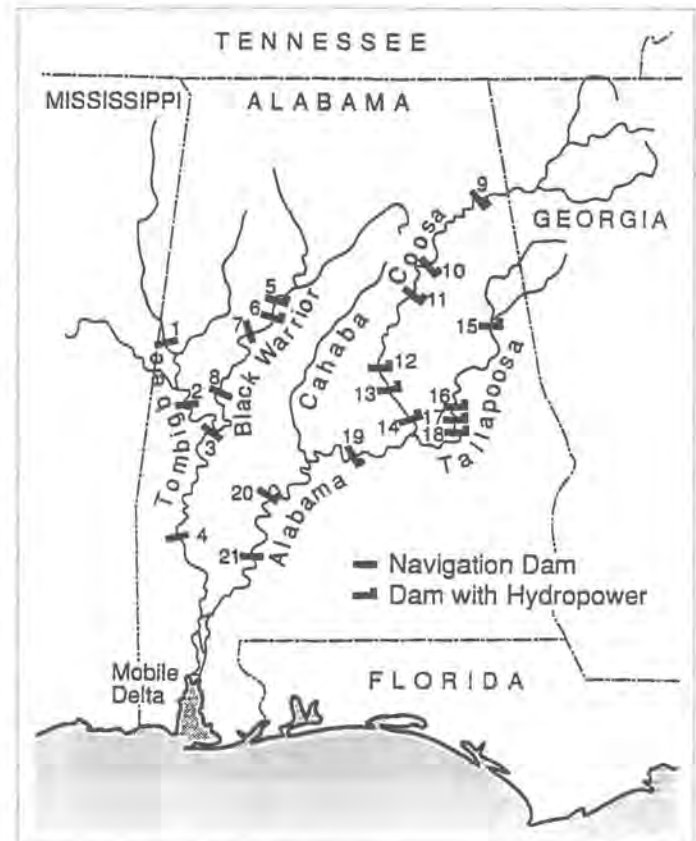 TENNESSEE
MISSISSIPPI
ALABAMA
GEORGIA
9
Coosa
10
11
5
6
7
1
15
Black Warrior
Cahaba
12
13
8
2
Tombigbee
3
16
17
18
14
Tallapoosa
19
20
Alabama
4
21
Navigation Dam
Dam with Hydropower
Mobile
Delta
FLORIDA